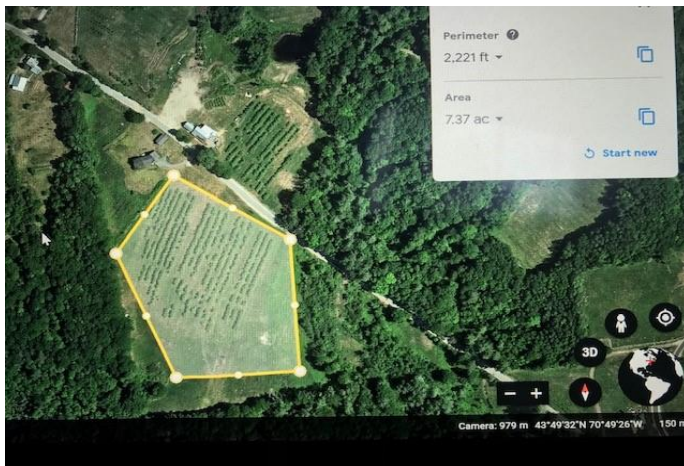 Perimeter
2,221 ft
Area
7.37 ac
Start new
3D
Camera: 979 m 43°49'32"N 70°49'26"W 150 m